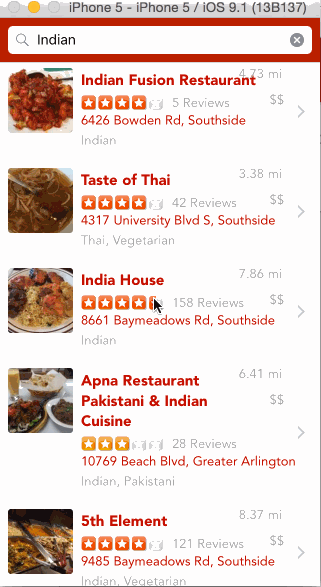 iPhone 5 - iPhone 5 / iOS 9.1 (13B137)
Indian
Indian Fusion Restaurant 4.73 mi
5 Reviews $$
6426 Bowden Rd, Southside
Indian
Taste of Thai 3.38 mi
42 Reviews $$
4317 University Blvd S, Southside
Thai, Vegetarian
India House 7.86 mi
158 Reviews $$
8661 Baymeadows Rd, Southside
Indian
Apna Restaurant 6.41 mi
Pakistani & Indian $$
Cuisine
28 Reviews
10769 Beach Blvd, Greater Arlington
Indian, Pakistani
5th Element 8.37 mi
121 Reviews $$
9485 Baymeadows Rd, Southside
Indian, Vegetarian